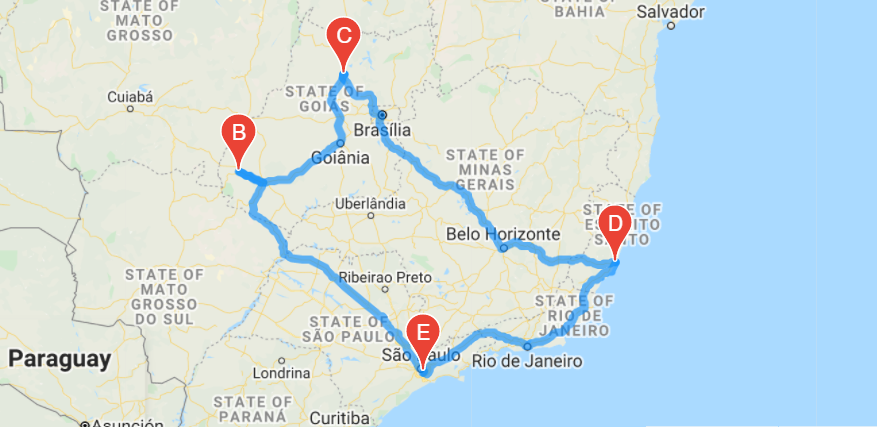 STATE OF
MATO
GROSSO
STATE OF
BAHIA
Salvador
C
STATE OF
GOIÁS
Cuiabá
Brasília
B
Goiânia
STATE OF
MINAS
GERAIS
Uberlândia
STATE OF
ESPÍRITO
SANTO
D
Belo Horizonte
STATE OF
MATO
GROSSO
DO SUL
Ribeirao Preto
STATE OF
RIO DE
JANEIRO
STATE OF
SÃO PAULO
E
São Paulo
Rio de Janeiro
Paraguay
Londrina
STATE OF
PARANÁ
Curitiba
Asunción